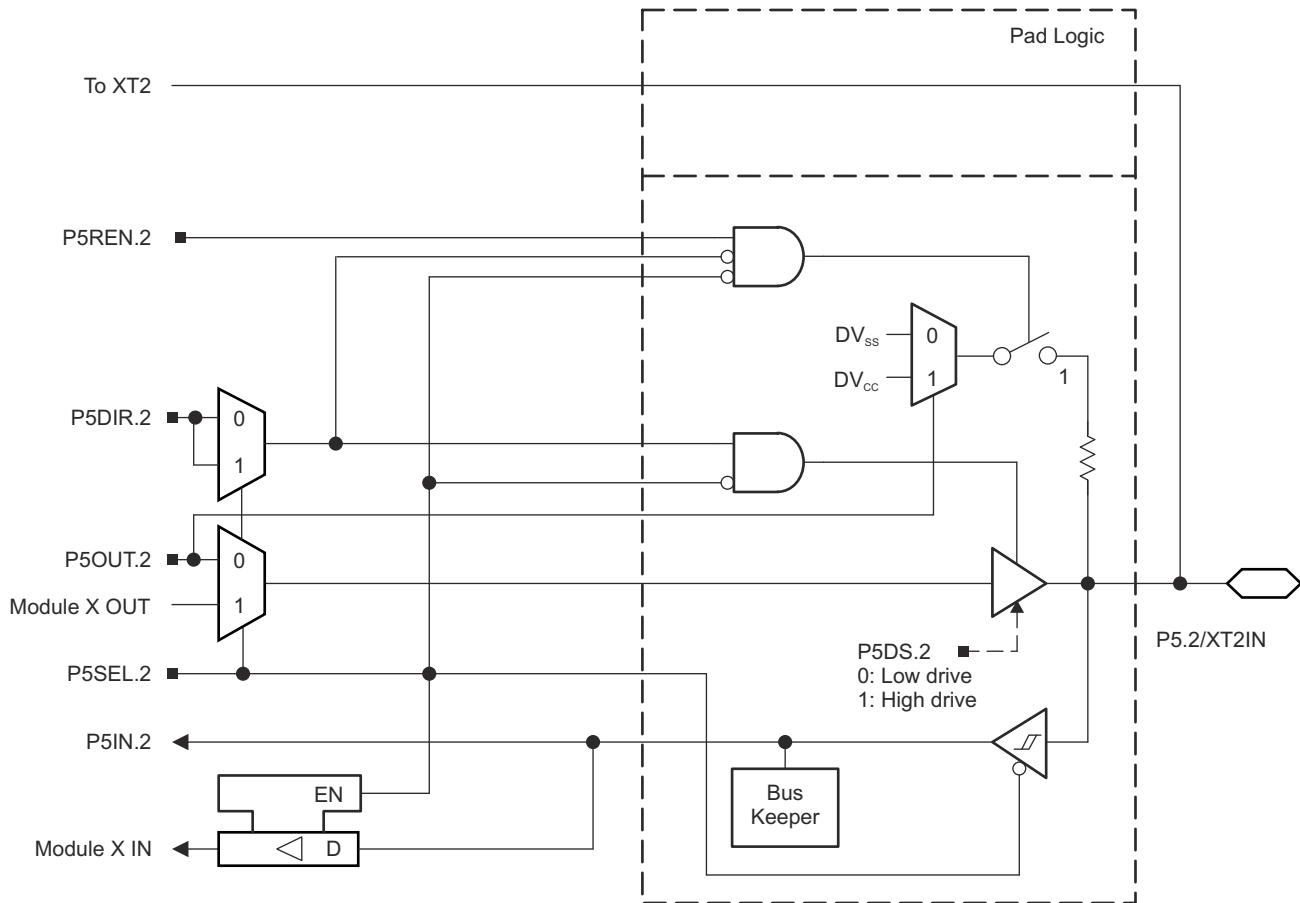 Pad Logic
To XT2
P5REN.2
DVSS
0
DVCC
1
1
P5DIR.2
0
1
P5OUT.2
0
Module X OUT
1
P5DS.2
0: Low drive
1: High drive
P5.2/XT2IN
P5SEL.2
P5IN.2
EN
Bus
Keeper
Module X IN
D